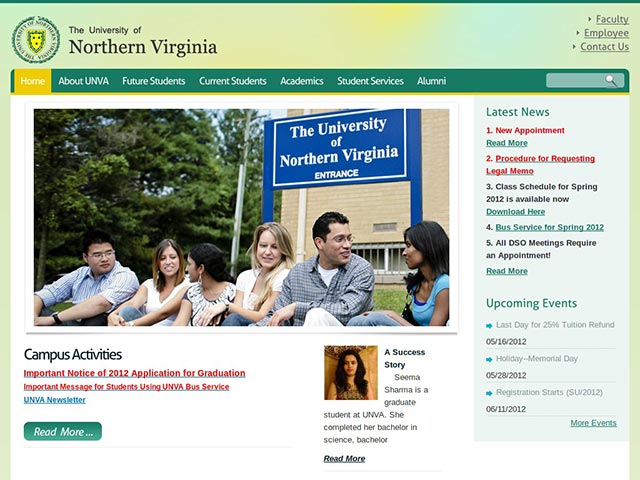 The University of
Northern Virginia
THE UNIVERSITY OF NORTHERN VIRGINIA
Faculty
Employee
Contact Us
Home About UNVA Future Students Current Students Academics Student Services Alumni
The University
of
Northern Virginia
ENTRANCE
Latest News
1. New Appointment
Read More
2. Procedure for Requesting
Legal Memo
3. Class Schedule for Spring
2012 is available now
Download Here
4. Bus Service for Spring 2012
5. All DSO Meetings Require
an Appointment!
Read More
Upcoming Events
Last Day for 25% Tuition Refund
05/16/2012
Holiday–Memorial Day
05/28/2012
Registration Starts (SU/2012)
06/11/2012
More Events
Campus Activities
Important Notice of 2012 Application for Graduation
Important Message for Students Using UNVA Bus Service
UNVA Newsletter
Read More ...
A Success
Story
Seema
Sharma is a
graduate
student at UNVA. She
completed her bachelor in
science, bachelor
Read More